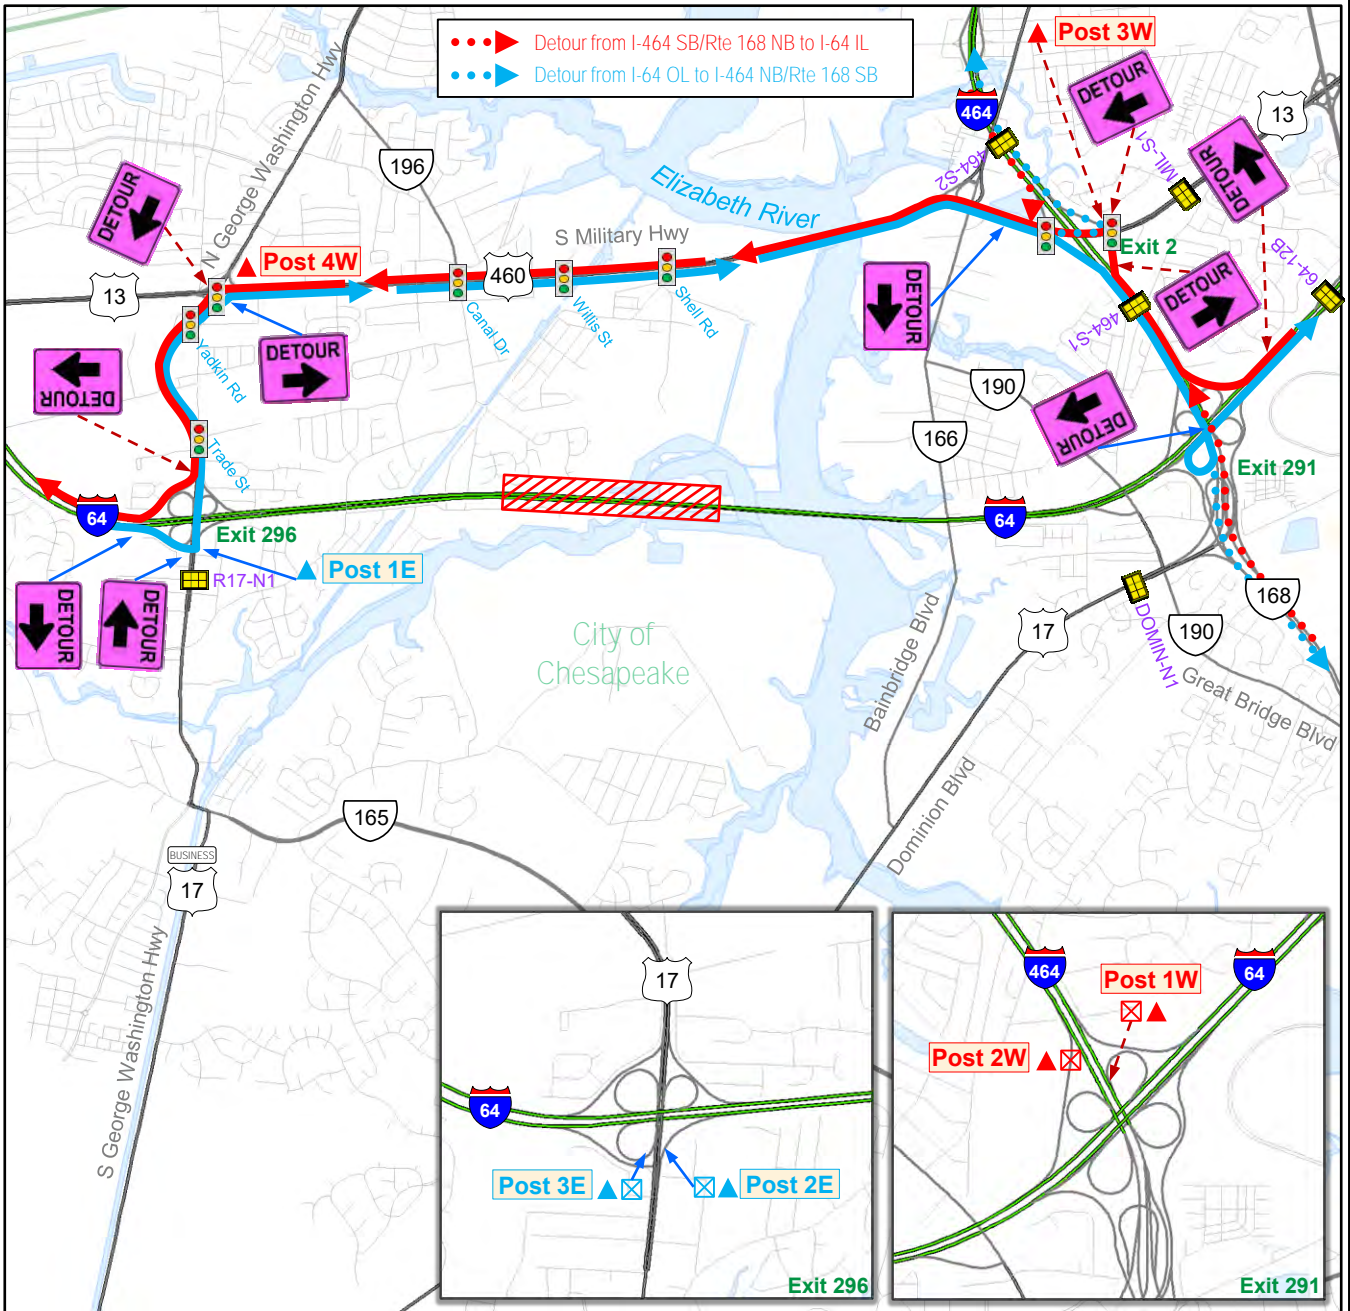 Detour from I-464 SB/Rte 168 NB to I-64 IL
Detour from I-64 OL to I-464 NB/Rte 168 SB
Post 3W
464
DETOUR
13
MIL-S1
DETOUR
464-S2
N George Washington Hwy
196
Elizabeth River
DETOUR
S Military Hwy
Exit 2
Post 4W
460
13
64-12B
DETOUR
DETOUR
Canal Dr
Willis St
Shell Rd
464-S1
Yadkin Rd
DETOUR
DETOUR
190
DETOUR
166
Trade St
Exit 291
64
Exit 296
64
Post 1E
R17-N1
DETOUR
DETOUR
168
17
190
DOMIN-N1
City of
Chesapeake
Bainbridge Blvd
Great Bridge Blvd
165
Dominion Blvd
BUSINESS
17
S George Washington Hwy
17
64
Post 3E
Post 2E
Exit 296
464
64
Post 1W
Post 2W
Exit 291